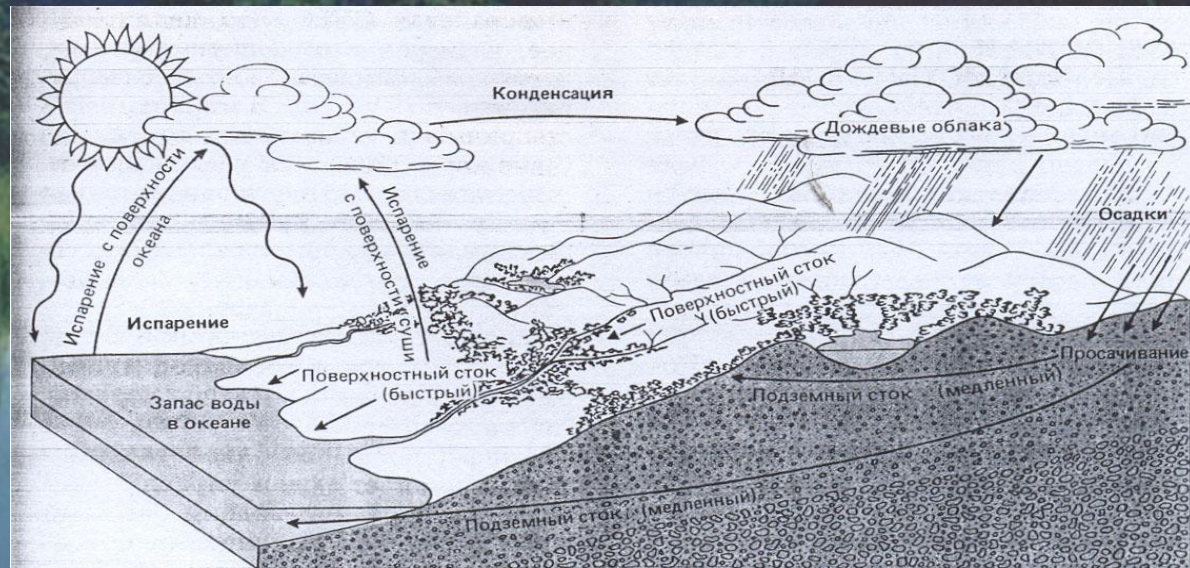 Конденсация
Дождевые облака
Испарение с поверхности
океана
Испарение
с поверхности суши
Осадки
Испарение
Поверхностный сток
(быстрый)
Поверхностный сток
(быстрый)
Просачивание
Запас воды
в океане
Подземный сток (медленный)
Подземный сток (медленный)